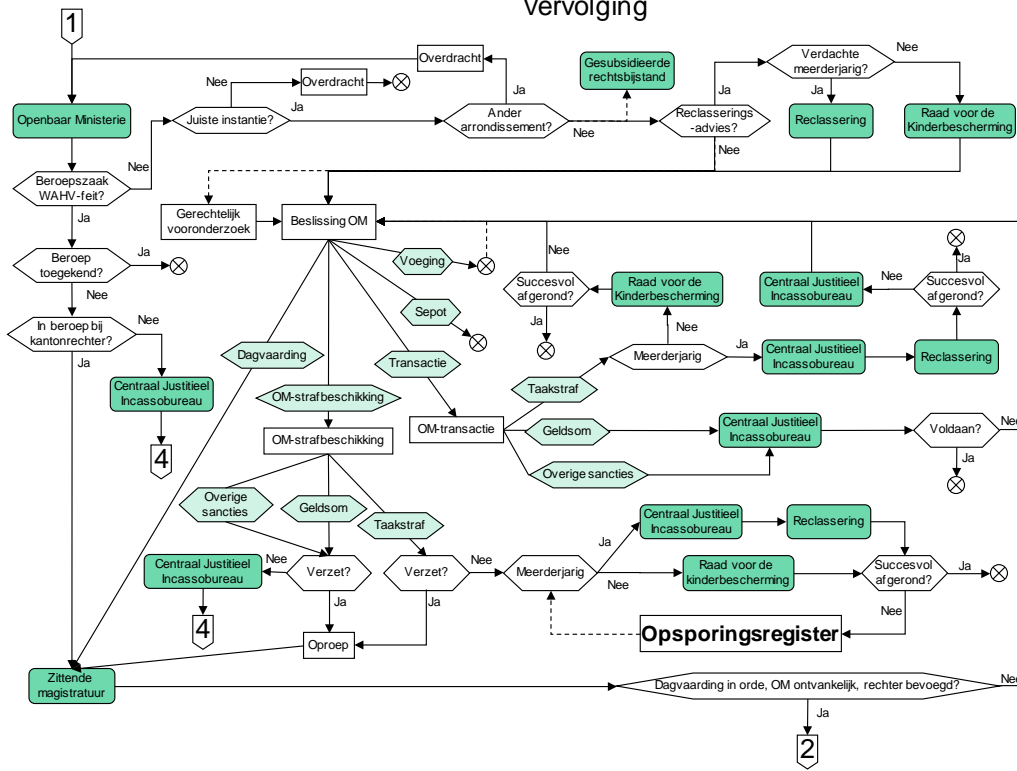 Vervolging
1
Overdracht
Nee
Overdracht
Ja
Openbaar Ministerie
Juiste instantie?
Ja
Ander
arrondissement?
Nee
Gesubsidieerde
rechtsbijstand
Reclasserings
-advies?
Ja
Nee
Verdachte
meerderjarig?
Nee
Ja
Reclassering
Raad voor de
Kinderbescherming
Nee
Beroepszaak
WAHV-feit?
Ja
Gerechtelijk
vooronderzoek
Beslissing OM
Beroep
toegekend?
Ja
Nee
Voeging
Nee
Succesvol
afgerond?
Ja
Raad voor de
Kinderbescherming
Nee
Centraal Justitieel
Incassobureau
Nee
Ja
Succesvol
afgerond?
Sepot
In beroep bij
kantonrechter?
Nee
Ja
Dagvaarding
Transactie
Meerderjarig
Ja
Centraal Justitieel
Incassobureau
Reclassering
Centraal Justitieel
Incassobureau
OM-strafbeschikking
Taakstraf
OM-strafbeschikking
OM-transactie
Geldsom
Centraal Justitieel
Incassobureau
Voldaan?
Nee
Ja
4
Overige sancties
Overige
sancties
Geldsom
Taakstraf
Centraal Justitieel
Incassobureau
Reclassering
Ja
Centraal Justitieel
Incassobureau
Nee
Verzet?
Verzet?
Nee
Meerderjarig
Nee
Raad voor de
kinderbescherming
Succesvol
afgerond?
Ja
Nee
4
Ja
Ja
Oproep
Opsporingsregister
Zittende
magistratuur
Dagvaarding in orde, OM ontvankelijk, rechter bevoegd?
Nee
Ja
2